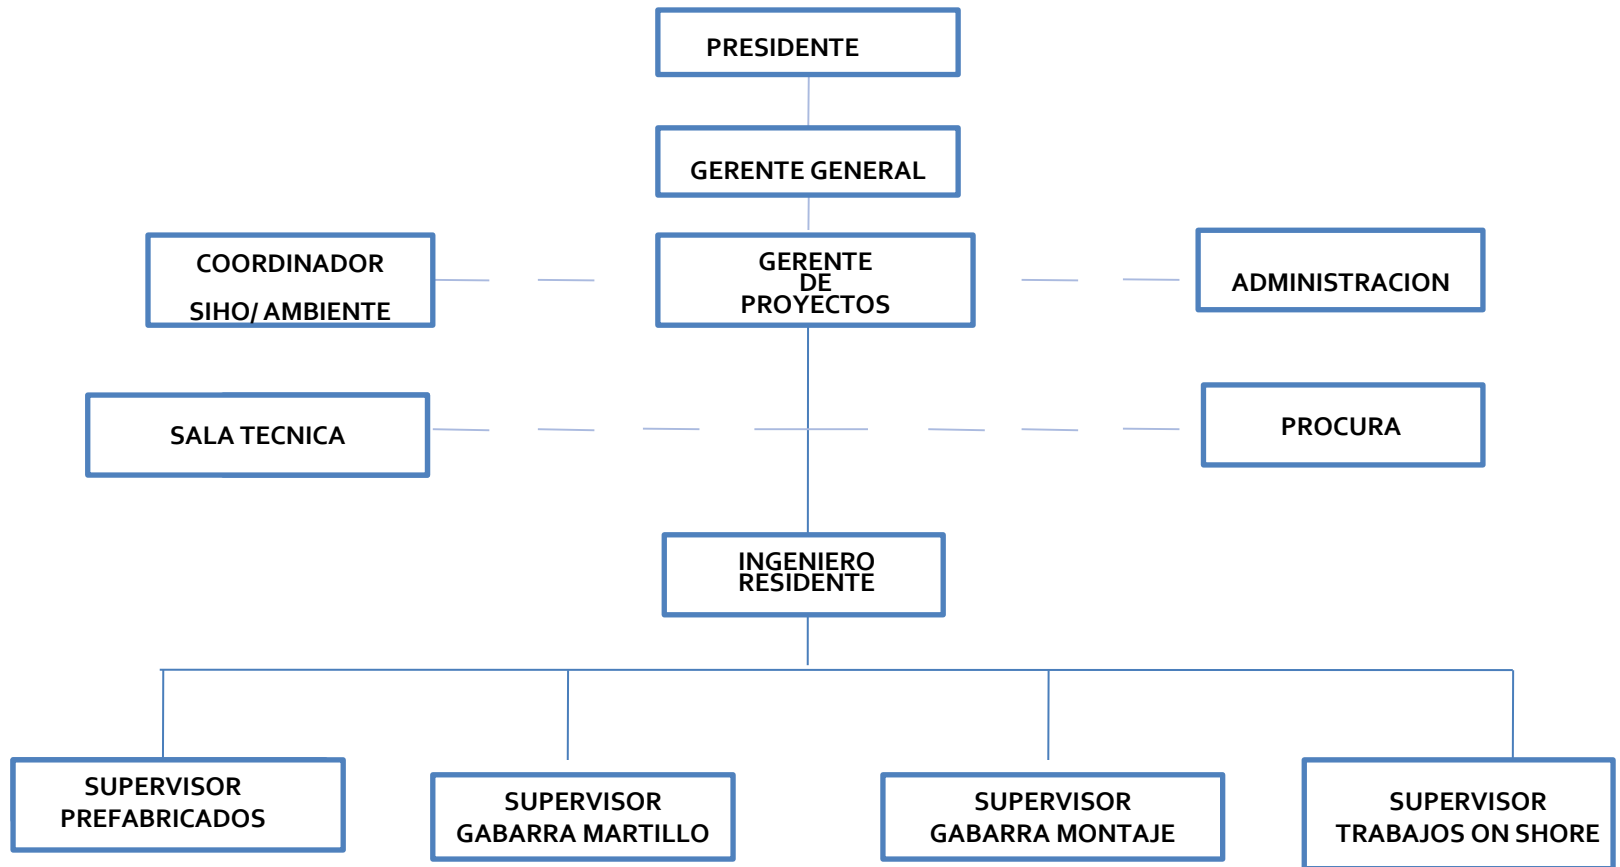 PRESIDENTE
GERENTE GENERAL
COORDINADOR
SIHO/ AMBIENTE
GERENTE
DE
PROYECTOS
ADMINISTRACION
SALA TECNICA
PROCURA
INGENIERO
RESIDENTE
SUPERVISOR
PREFABRICADOS
SUPERVISOR
GABARRA MARTILLO
SUPERVISOR
GABARRA MONTAJE
SUPERVISOR
TRABAJOS ON SHORE